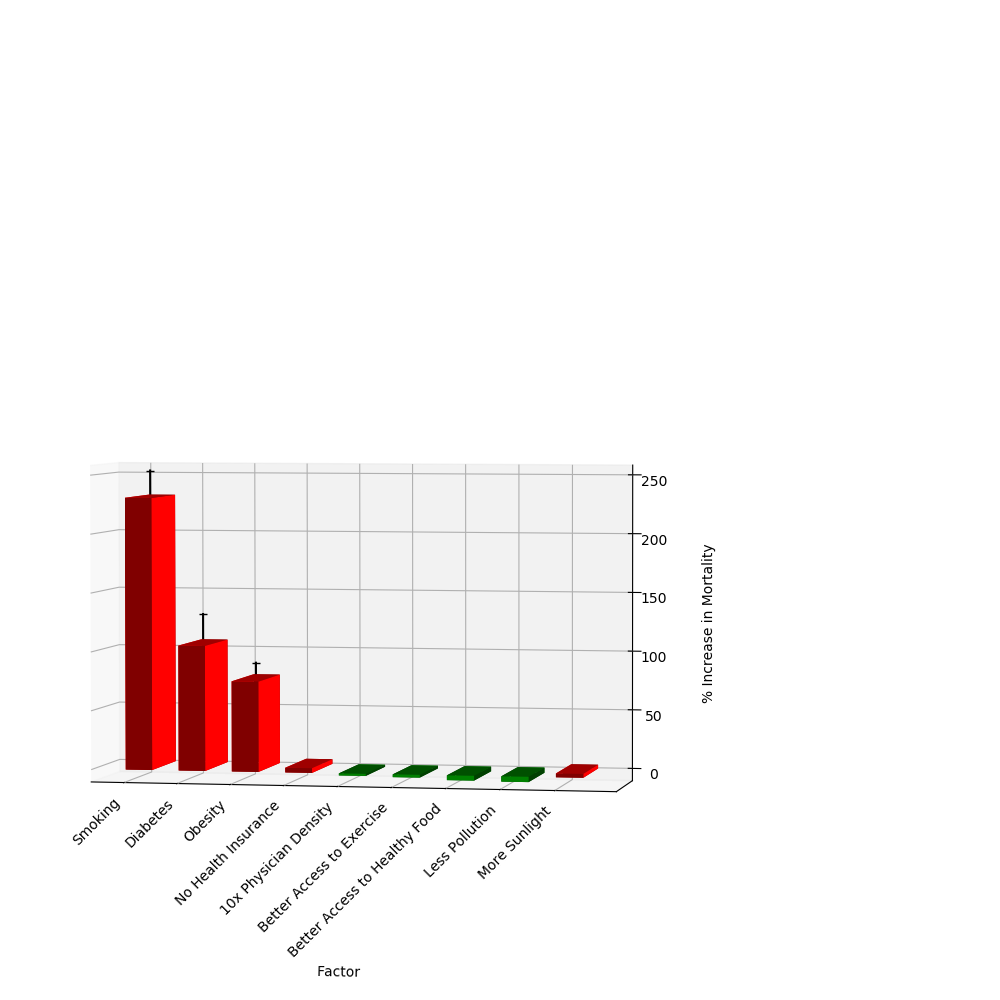 250
200
150
100
50
0
% Increase in Mortality
Smoking
Diabetes
Obesity
No Health Insurance
10x Physician Density
Better Access to Exercise
Better Access to Healthy Food
Less Pollution
More Sunlight
Factor